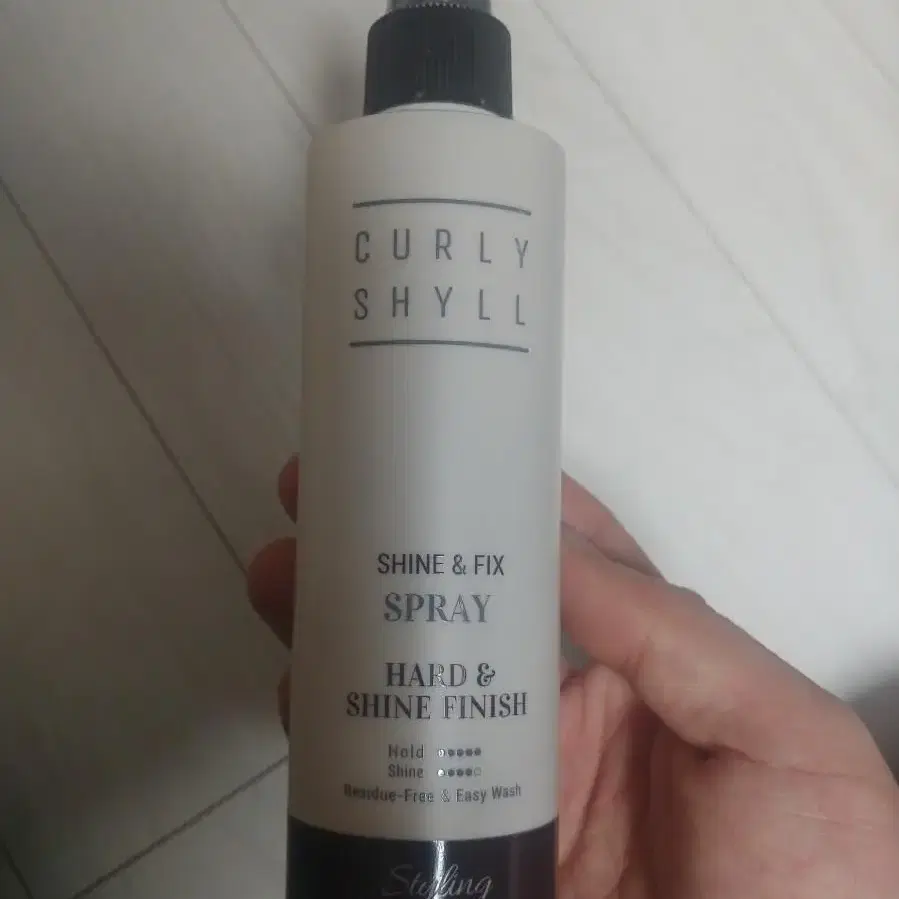 CURLY
SHYLL
SHINE & FIX
SPRAY
HARD &
SHINE FINISH
Hold
Shine
Residue-Free & Easy Wash
Styling